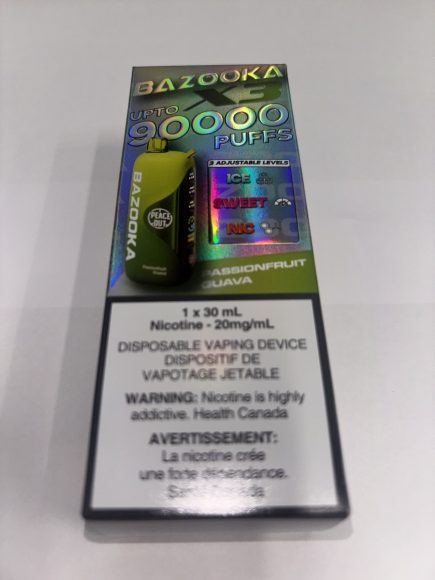 BAZOOKA
X3
UPTO
90000
PUFFS
3 ADJUSTABLE LEVELS
ICE
SWEET
NIC
BAZOOKA
PEACE
OUT
PASSIONFRUIT
GUAVA
1 x 30 mL
Nicotine - 20mg/mL
DISPOSABLE VAPING DEVICE
DISPOSITIF DE
VAPOTAGE JETABLE
WARNING: Nicotine is highly
addictive. Health Canada
AVERTISSEMENT:
La nicotine crée
une forte dépendance.
Canada